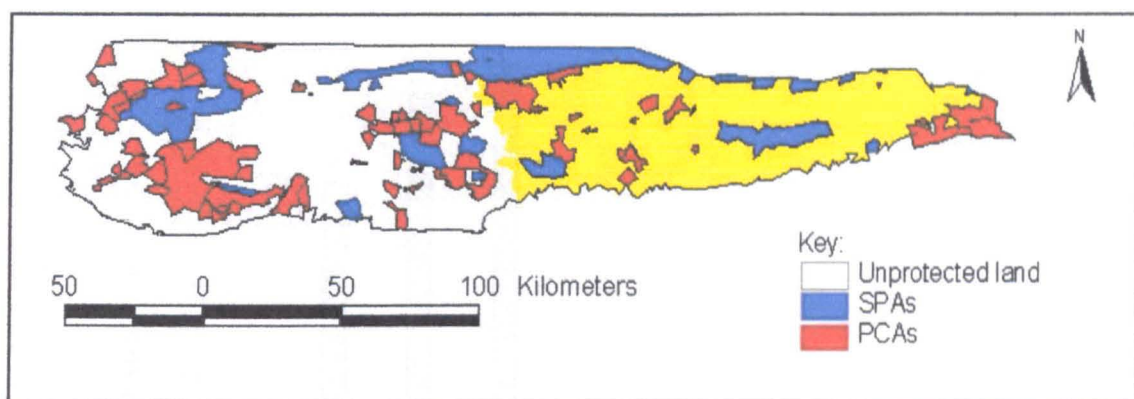 N
Key:
Unprotected land
SPAs
PCAs
50 0 50 100 Kilometers